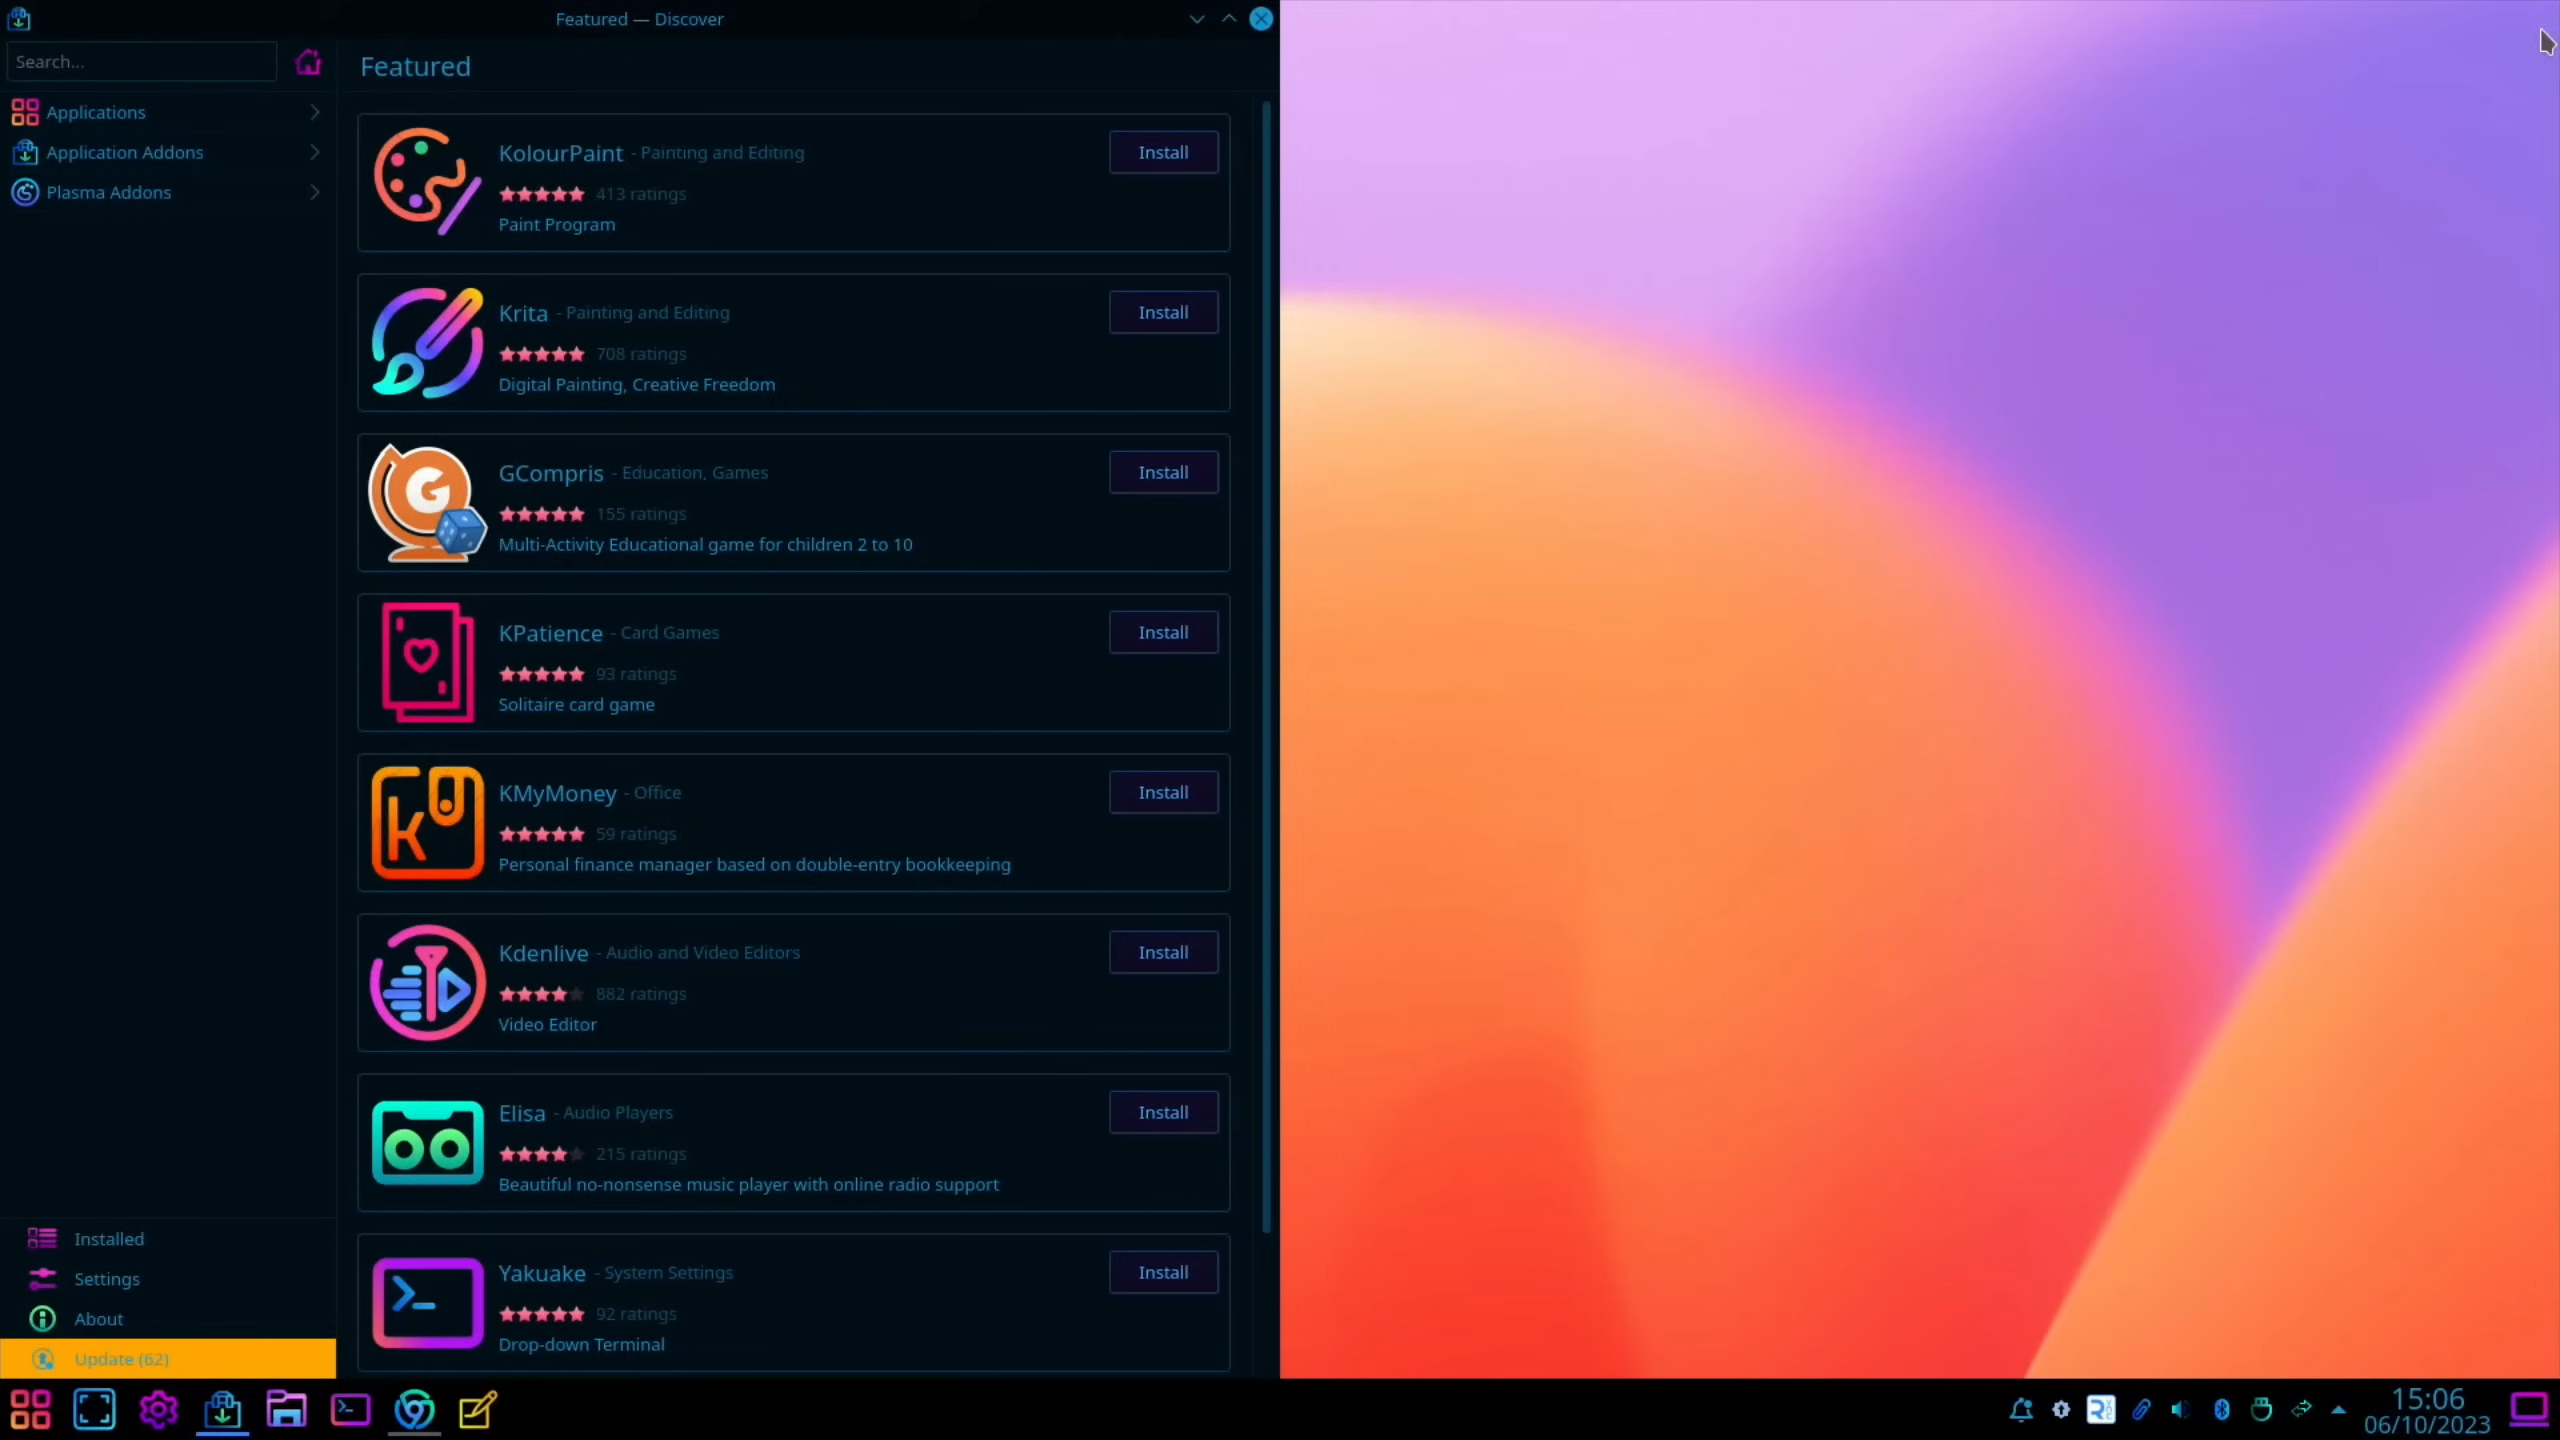 Featured — Discover
Search...
Featured
Applications
Application Addons
Plasma Addons
KolourPaint - Painting and Editing
Install
413 ratings
Paint Program
Krita - Painting and Editing
Install
708 ratings
Digital Painting, Creative Freedom
GCompris - Education, Games
Install
155 ratings
Multi-Activity Educational game for children 2 to 10
KPatience - Card Games
Install
93 ratings
Solitaire card game
KMyMoney - Office
Install
59 ratings
Personal finance manager based on double-entry bookkeeping
Kdenlive - Audio and Video Editors
Install
882 ratings
Video Editor
Elisa - Audio Players
Install
215 ratings
Beautiful no-nonsense music player with online radio support
Yakuake - System Settings
Install
92 ratings
Drop-down Terminal
Installed
Settings
About
Update (62)
15:06
06/10/2023